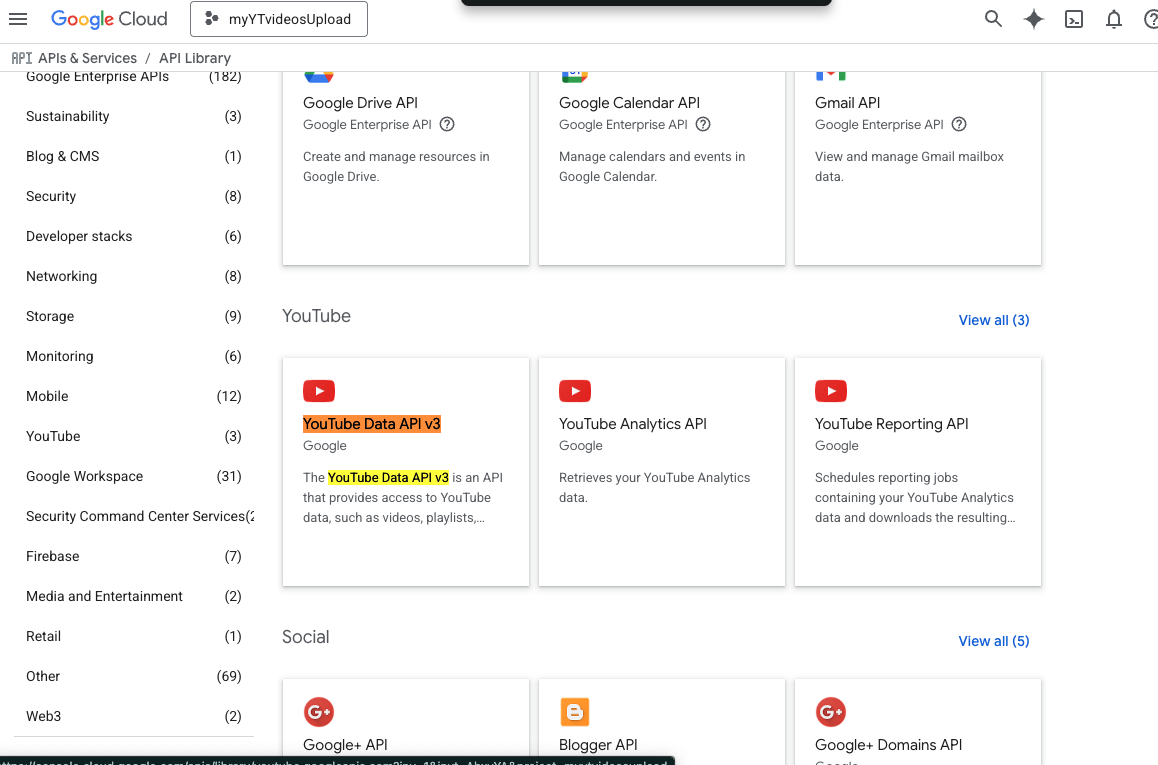 Google Cloud
myYTvideosUpload
API APIs & Services / API Library
Google Enterprise APIs (182)
Sustainability (3)
Blog & CMS (1)
Security (8)
Developer stacks (6)
Networking (8)
Storage (9)
Monitoring (6)
Mobile (12)
YouTube (3)
Google Workspace (31)
Security Command Center Services(2
Firebase (7)
Media and Entertainment (2)
Retail (1)
Other (69)
Web3 (2)
Google Drive API
Google Enterprise API
Create and manage resources in
Google Drive.
Google Calendar API
Google Enterprise API
Manage calendars and events in
Google Calendar.
Gmail API
Google Enterprise API
View and manage Gmail mailbox
data.
YouTube
View all (3)
YouTube Data API v3
Google
The YouTube Data API v3 is an API
that provides access to YouTube
data, such as videos, playlists,...
YouTube Analytics API
Google
Retrieves your YouTube Analytics
data.
YouTube Reporting API
Google
Schedules reporting jobs
containing your YouTube Analytics
data and downloads the resulting...
Social
View all (5)
G+
Google+ API
Blogger API
G+
Google+ Domains API
Google